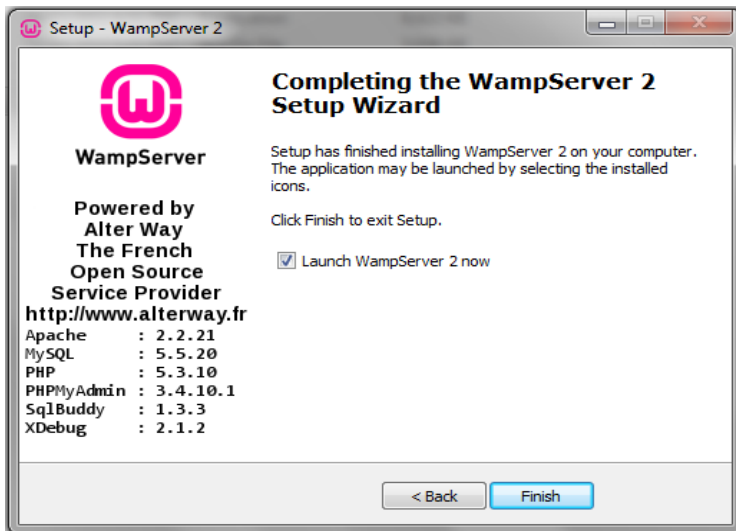 Setup - WampServer 2
WampServer
Powered by
Alter Way
The French
Open Source
Service Provider
http://www.alterway.fr
Apache : 2.2.21
MySQL : 5.5.20
PHP : 5.3.10
PHPMyAdmin : 3.4.10.1
SqlBuddy : 1.3.3
XDebug : 2.1.2
Completing the WampServer 2
Setup Wizard
Setup has finished installing WampServer 2 on your computer.
The application may be launched by selecting the installed
icons.
Click Finish to exit Setup.
Launch WampServer 2 now
< Back
Finish